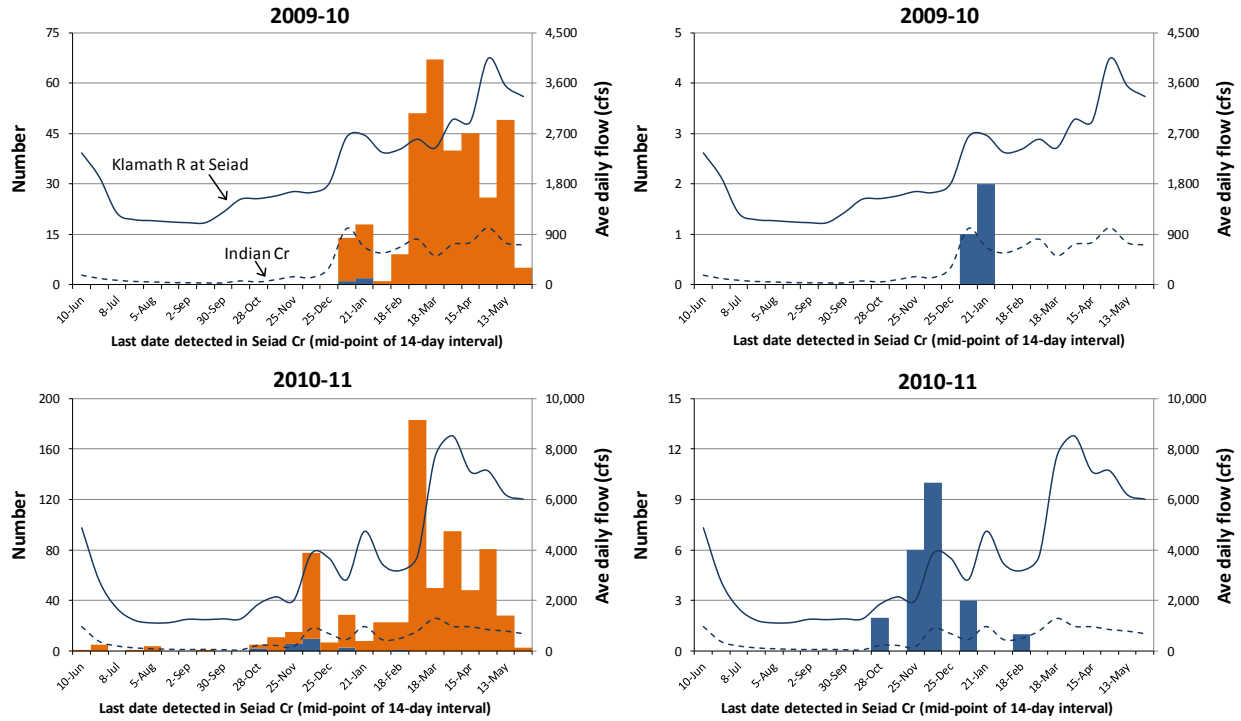 2009-10
Number
75
60
45
30
15
0
4,500
3,600
2,700
1800
900
0
Ave daily flow (cfs)
Klamath R at Seiad
Indian Cr
10-Jun
8-Jul
5-Aug
2-Sep
30-Sep
28-Oct
25-Nov
25-Dec
21-Jan
18-Feb
18-Mar
15-Apr
13-May
Last date detected in Seiad Cr (mid-point of 14-day interval)
2009-10
Number
5
4
3
2
1
0
4,500
3,600
2,700
1800
900
0
Ave daily flow (cfs)
10-Jun
8-Jul
5-Aug
2-Sep
30-Sep
28-Oct
25-Nov
25-Dec
21-Jan
18-Feb
18-Mar
15-Apr
13-May
Last date detected in Seiad Cr (mid-point of 14-day interval)
2010-11
Number
200
160
120
80
40
0
10,000
8,000
6,000
4,000
2,000
0
Ave daily flow (cfs)
10-Jun
8-Jul
5-Aug
2-Sep
30-Sep
28-Oct
25-Nov
25-Dec
21-Jan
18-Feb
18-Mar
15-Apr
13-May
Last date detected in Seiad Cr (mid-point of 14-day interval)
2010-11
Number
15
12
9
6
3
0
10,000
8,000
6,000
4,000
2,000
0
Ave daily flow (cfs)
10-Jun
8-Jul
5-Aug
2-Sep
30-Sep
28-Oct
25-Nov
25-Dec
21-Jan
18-Feb
18-Mar
15-Apr
13-May
Last date detected in Seiad Cr (mid-point of 14-day interval)